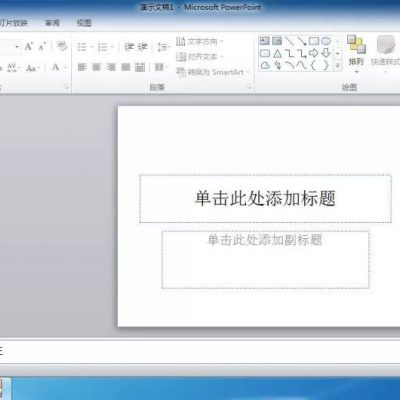 演示文稿1 - Microsoft PowerPoint
幻灯片放映 审阅 视图
文字方向
对齐文本
转换为 SmartArt
排列
快速样式
段落
绘图
单击此处添加标题
单击此处添加副标题